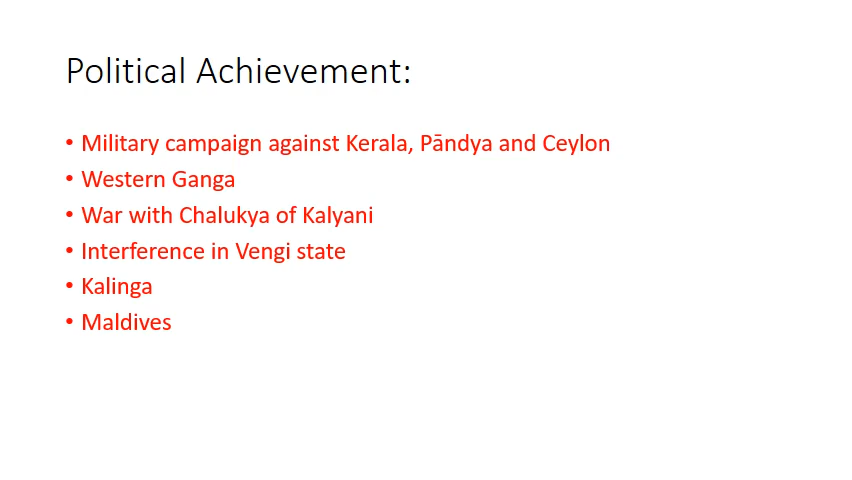 Political Achievement:
• Military campaign against Kerala, Pāndya and Ceylon
• Western Ganga
• War with Chalukya of Kalyani
• Interference in Vengi state
• Kalinga
• Maldives